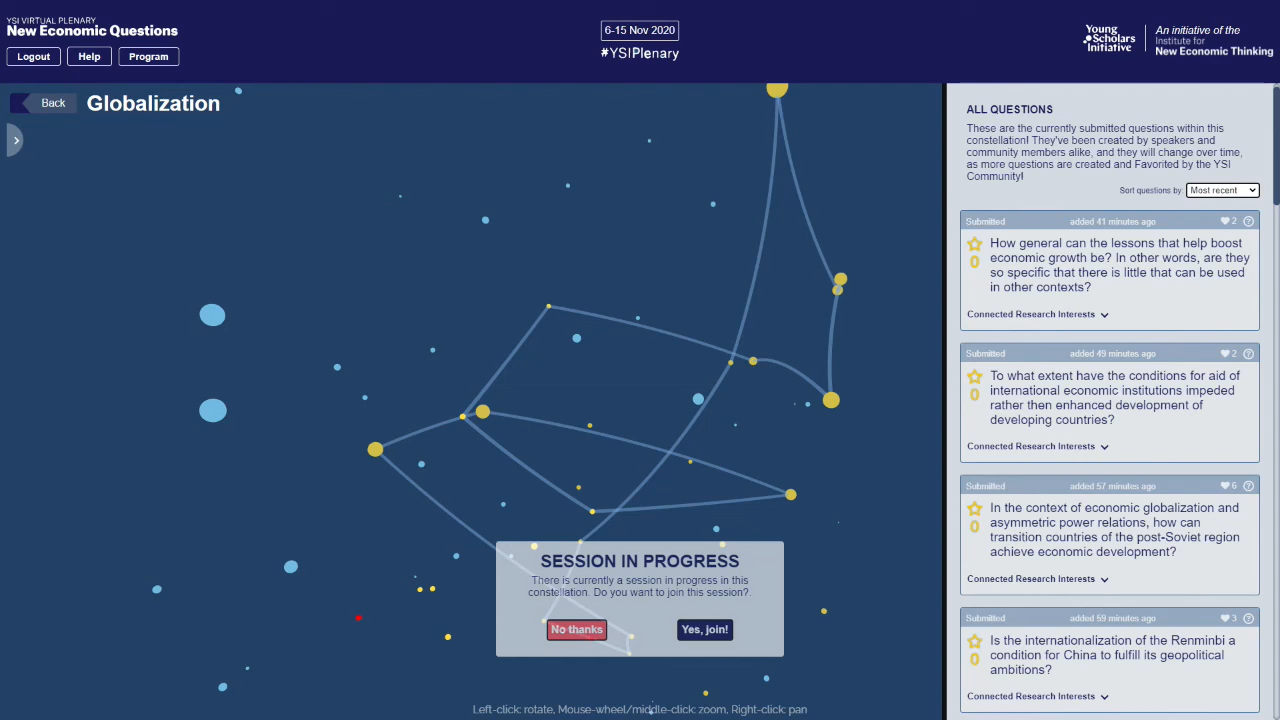 YSI VIRTUAL PLENARY
New Economic Questions
Logout
Help
Program
6-15 Nov 2020
#YSIPlenary
Young
Scholars
Initiative
An initiative of the
Institute for
New Economic Thinking
Back
Globalization
ALL QUESTIONS
These are the currently submitted questions within this
constellation! They've been created by speakers and
community members alike, and they will change over time,
as more questions are created and Favorited by the YSI
Community!
Sort questions by: Most recent
Submitted added 41 minutes ago 2
How general can the lessons that help boost
0 economic growth be? In other words, are they
so specific that there is little that can be used
in other contexts?
Connected Research Interests
Submitted added 49 minutes ago 2
To what extent have the conditions for aid of
0 international economic institutions impeded
rather then enhanced development of
developing countries?
Connected Research Interests
Submitted added 57 minutes ago 6
In the context of economic globalization and
0 asymmetric power relations, how can
transition countries of the post-Soviet region
achieve economic development?
Connected Research Interests
Submitted added 59 minutes ago 3
Is the internationalization of the Renminbi a
0 condition for China to fulfill its geopolitical
ambitions?
Connected Research Interests
SESSION IN PROGRESS
There is currently a session in progress in this
constellation. Do you want to join this session?.
No thanks
Yes, join!
Left-click: rotate, Mouse-wheel/middle-click: zoom, Right-click: pan